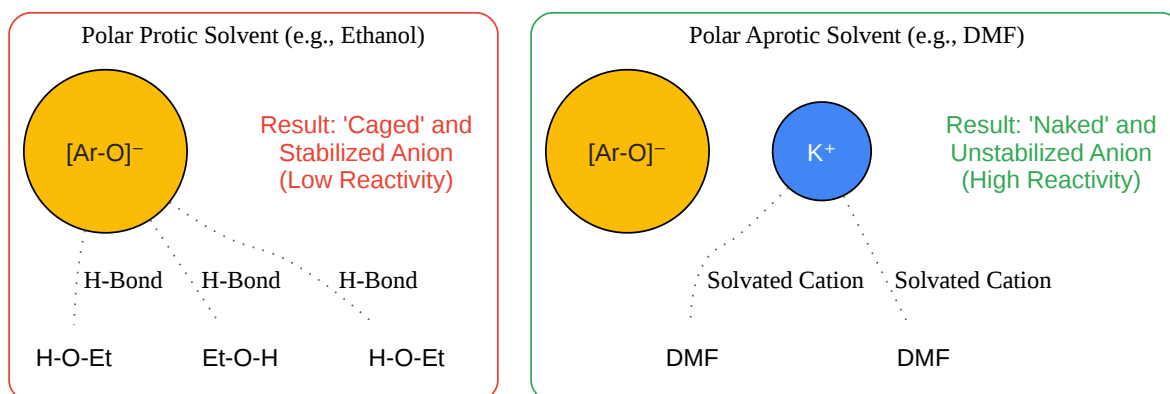 Polar Protic Solvent (e.g., Ethanol)
[Ar-O]⁻
Result: 'Caged' and
Stabilized Anion
(Low Reactivity)
H-Bond
H-Bond
H-Bond
H-O-Et
Et-O-H
H-O-Et
Polar Aprotic Solvent (e.g., DMF)
[Ar-O]⁻
K⁺
Result: 'Naked' and
Unstabilized Anion
(High Reactivity)
Solvated Cation
Solvated Cation
DMF
DMF